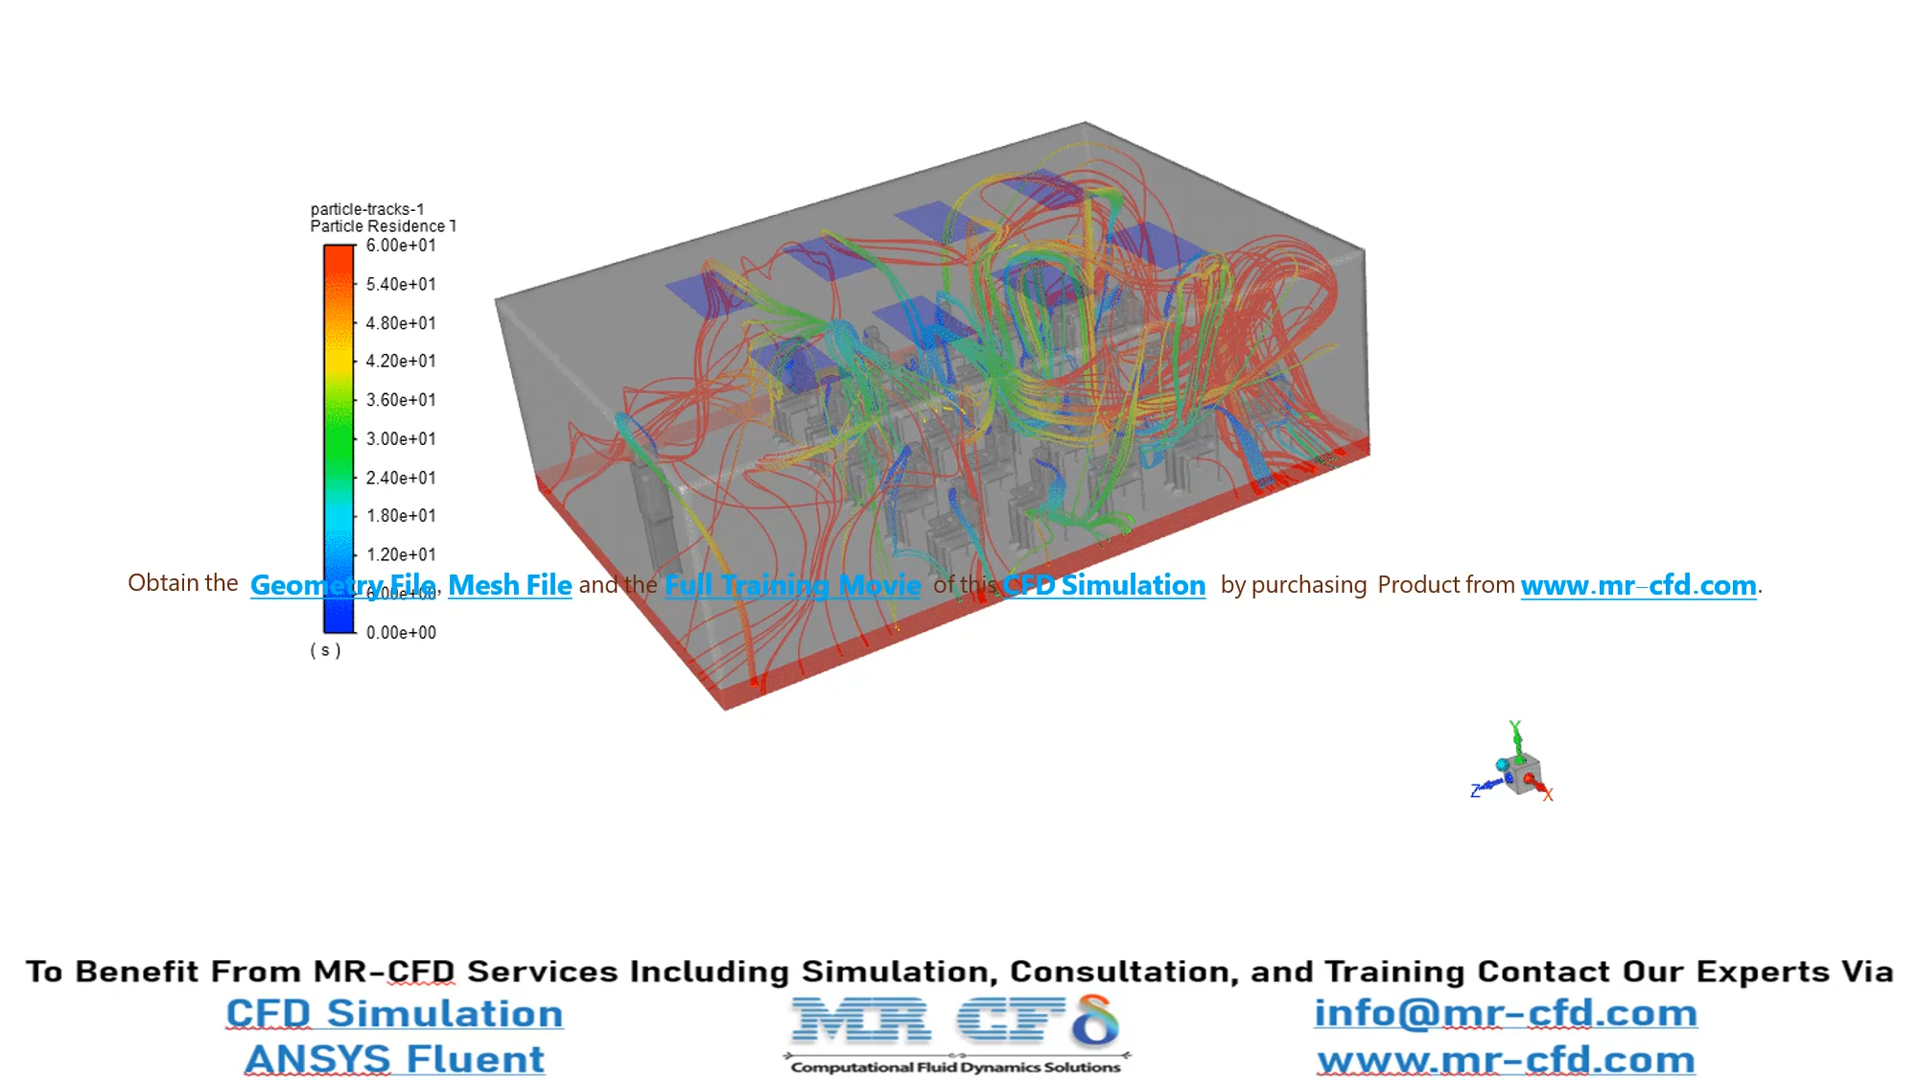 particle-tracks-1
Particle Residence T
6.00e+01
5.40e+01
4.80e+01
4.20e+01
3.60e+01
3.00e+01
2.40e+01
1.80e+01
1.20e+01
6.00e+00
0.00e+00
( s )
Obtain the Geometry File, Mesh File and the Full Training Movie of this CFD Simulation by purchasing Product from www.mr-cfd.com.
Y
Z
X
To Benefit From MR-CFD Services Including Simulation, Consultation, and Training Contact Our Experts Via
CFD Simulation
ANSYS Fluent
MR CFD
Computational Fluid Dynamics Solutions
info@mr-cfd.com
www.mr-cfd.com